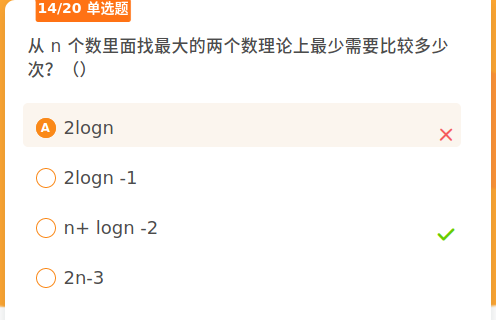 14/20 单选题
从 n 个数里面找最大的两个数理论上最少需要比较多少
次？（）
A 2logn
2logn -1
n+ logn -2
2n-3